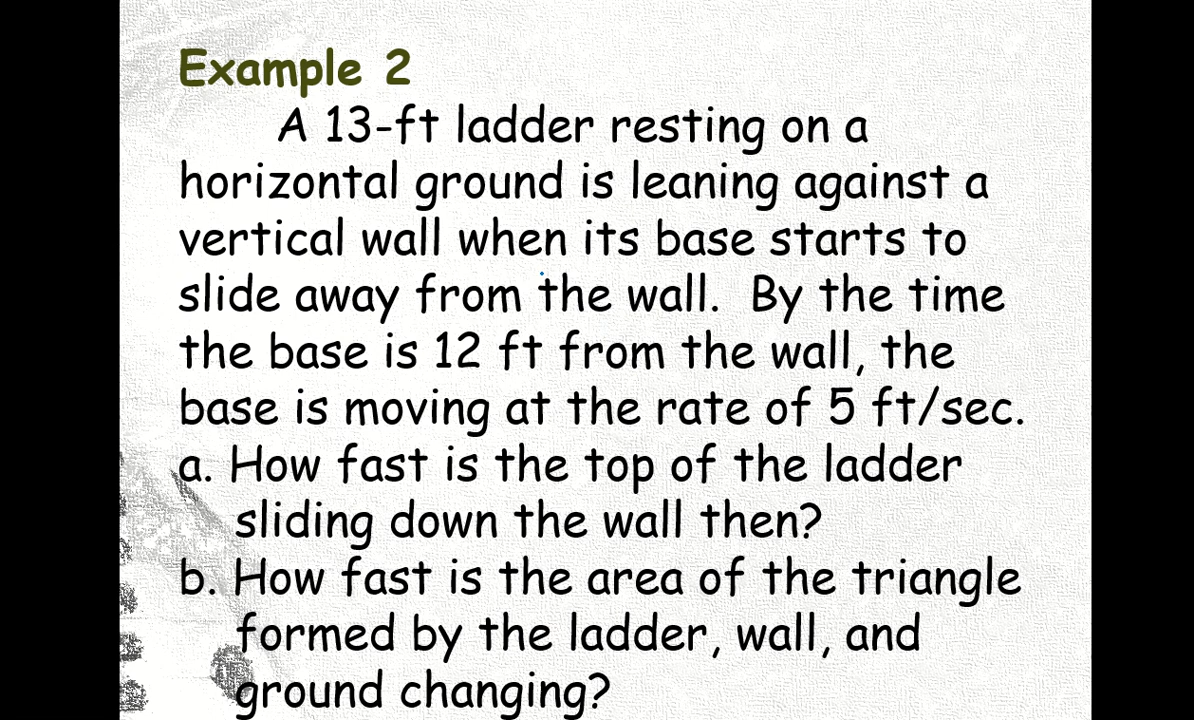 Example 2
A 13-ft ladder resting on a
horizontal ground is leaning against a
vertical wall when its base starts to
slide away from the wall.  By the time
the base is 12 ft from the wall, the
base is moving at the rate of 5 ft/sec.
a. How fast is the top of the ladder
sliding down the wall then?
b. How fast is the area of the triangle
formed by the ladder, wall, and
ground changing?